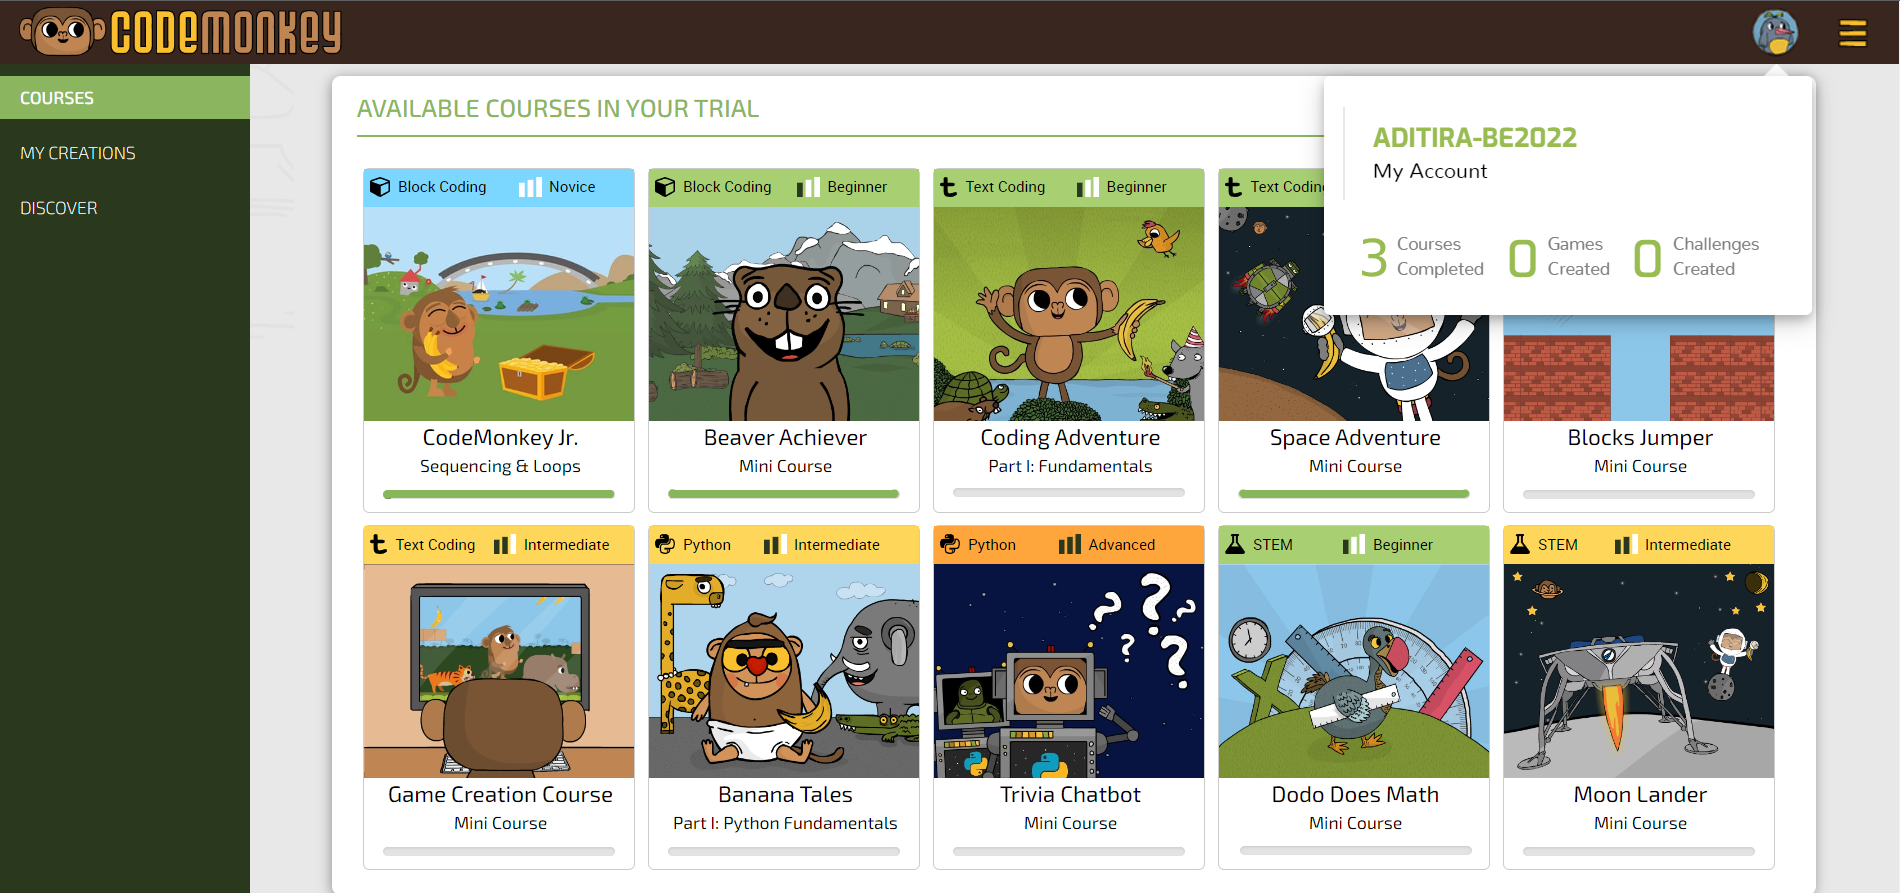 CODEMONKEY
COURSES
MY CREATIONS
DISCOVER
AVAILABLE COURSES IN YOUR TRIAL
ADITIRA-BE2022
My Account
3 Courses Completed
0 Games Created
0 Challenges Created
Block Coding Novice
CodeMonkey Jr.
Sequencing & Loops
Block Coding Beginner
Beaver Achiever
Mini Course
Text Coding Beginner
Coding Adventure
Part I: Fundamentals
Text
Space Adventure
Mini Course
Blocks Jumper
Mini Course
Text Coding Intermediate
Game Creation Course
Mini Course
Python Intermediate
Banana Tales
Part I: Python Fundamentals
Python Advanced
Trivia Chatbot
Mini Course
STEM Beginner
Dodo Does Math
Mini Course
STEM Intermediate
Moon Lander
Mini Course